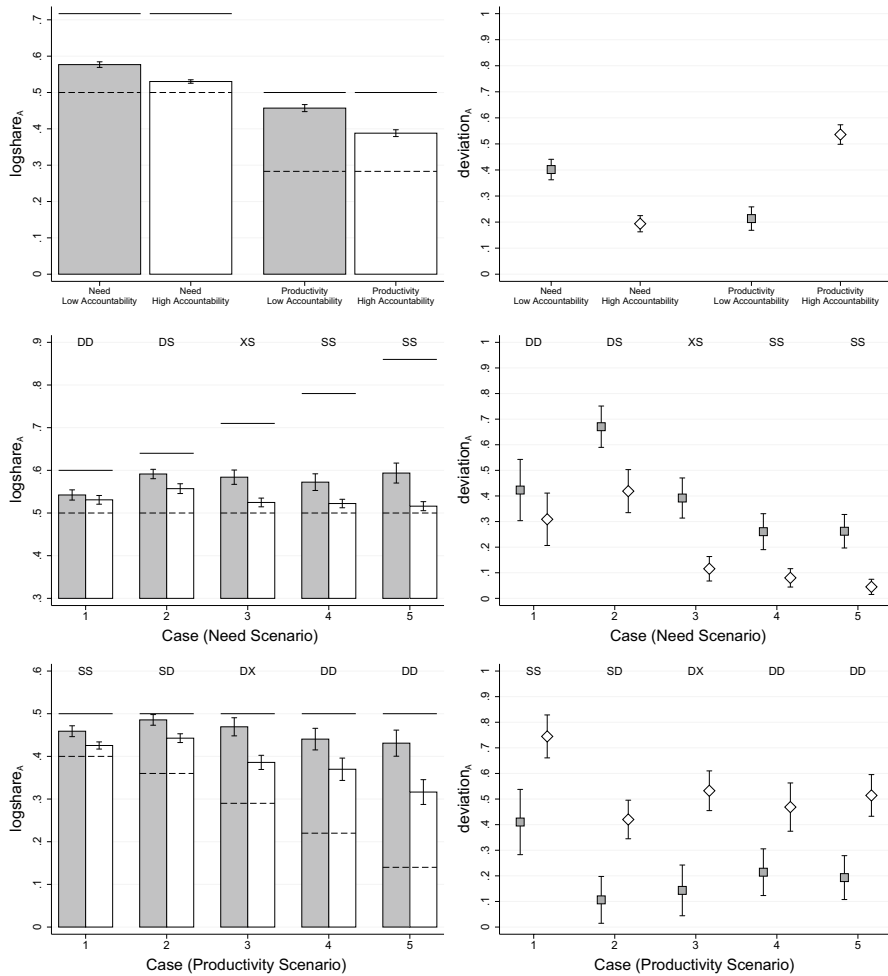 logshare_A
.7
.6
.5
.4
.3
.2
.1
0
Need
Low Accountability
Need
High Accountability
Productivity
Low Accountability
Productivity
High Accountability
deviation_A
1
.9
.8
.7
.6
.5
.4
.3
.2
.1
0
Need
Low Accountability
Need
High Accountability
Productivity
Low Accountability
Productivity
High Accountability
logshare_A
.9
.8
.7
.6
.5
.4
.3
DD DS XS SS SS
1 2 3 4 5
Case (Need Scenario)
deviation_A
1
.9
.8
.7
.6
.5
.4
.3
.2
.1
0
DD DS XS SS SS
1 2 3 4 5
Case (Need Scenario)
logshare_A
.6
.5
.4
.3
.2
.1
0
SS SD DX DD DD
1 2 3 4 5
Case (Productivity Scenario)
deviation_A
1
.9
.8
.7
.6
.5
.4
.3
.2
.1
0
SS SD DX DD DD
1 2 3 4 5
Case (Productivity Scenario)